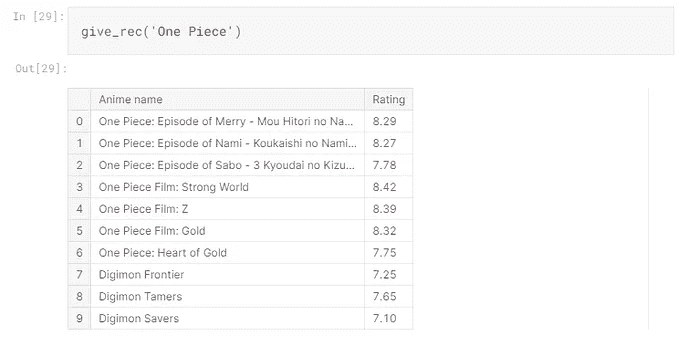 In [29]:
give_rec('One Piece')
Out[29]:
Anime name Rating
0 One Piece: Episode of Merry - Mou Hitori no Na... 8.29
1 One Piece: Episode of Nami - Koukaishi no Nami... 8.27
2 One Piece: Episode of Sabo - 3 Kyoudai no Kizu... 7.78
3 One Piece Film: Strong World 8.42
4 One Piece Film: Z 8.39
5 One Piece Film: Gold 8.32
6 One Piece: Heart of Gold 7.75
7 Digimon Frontier 7.25
8 Digimon Tamers 7.65
9 Digimon Savers 7.10